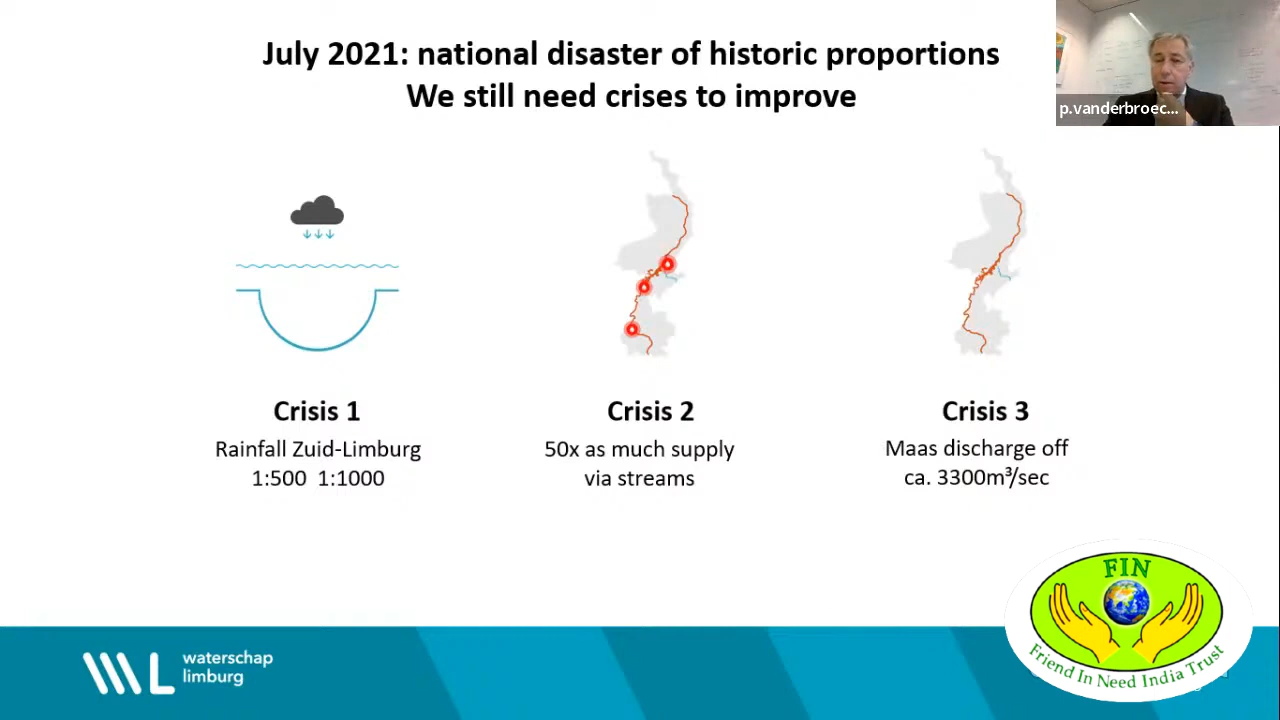 July 2021: national disaster of historic proportions
We still need crises to improve
p.vanderbroec...
Crisis 1
Rainfall Zuid-Limburg
1:500 1:1000
Crisis 2
50x as much supply
via streams
Crisis 3
Maas discharge off
ca. 3300m³/sec
waterschap
limburg
FIN
Friend In Need India Trust